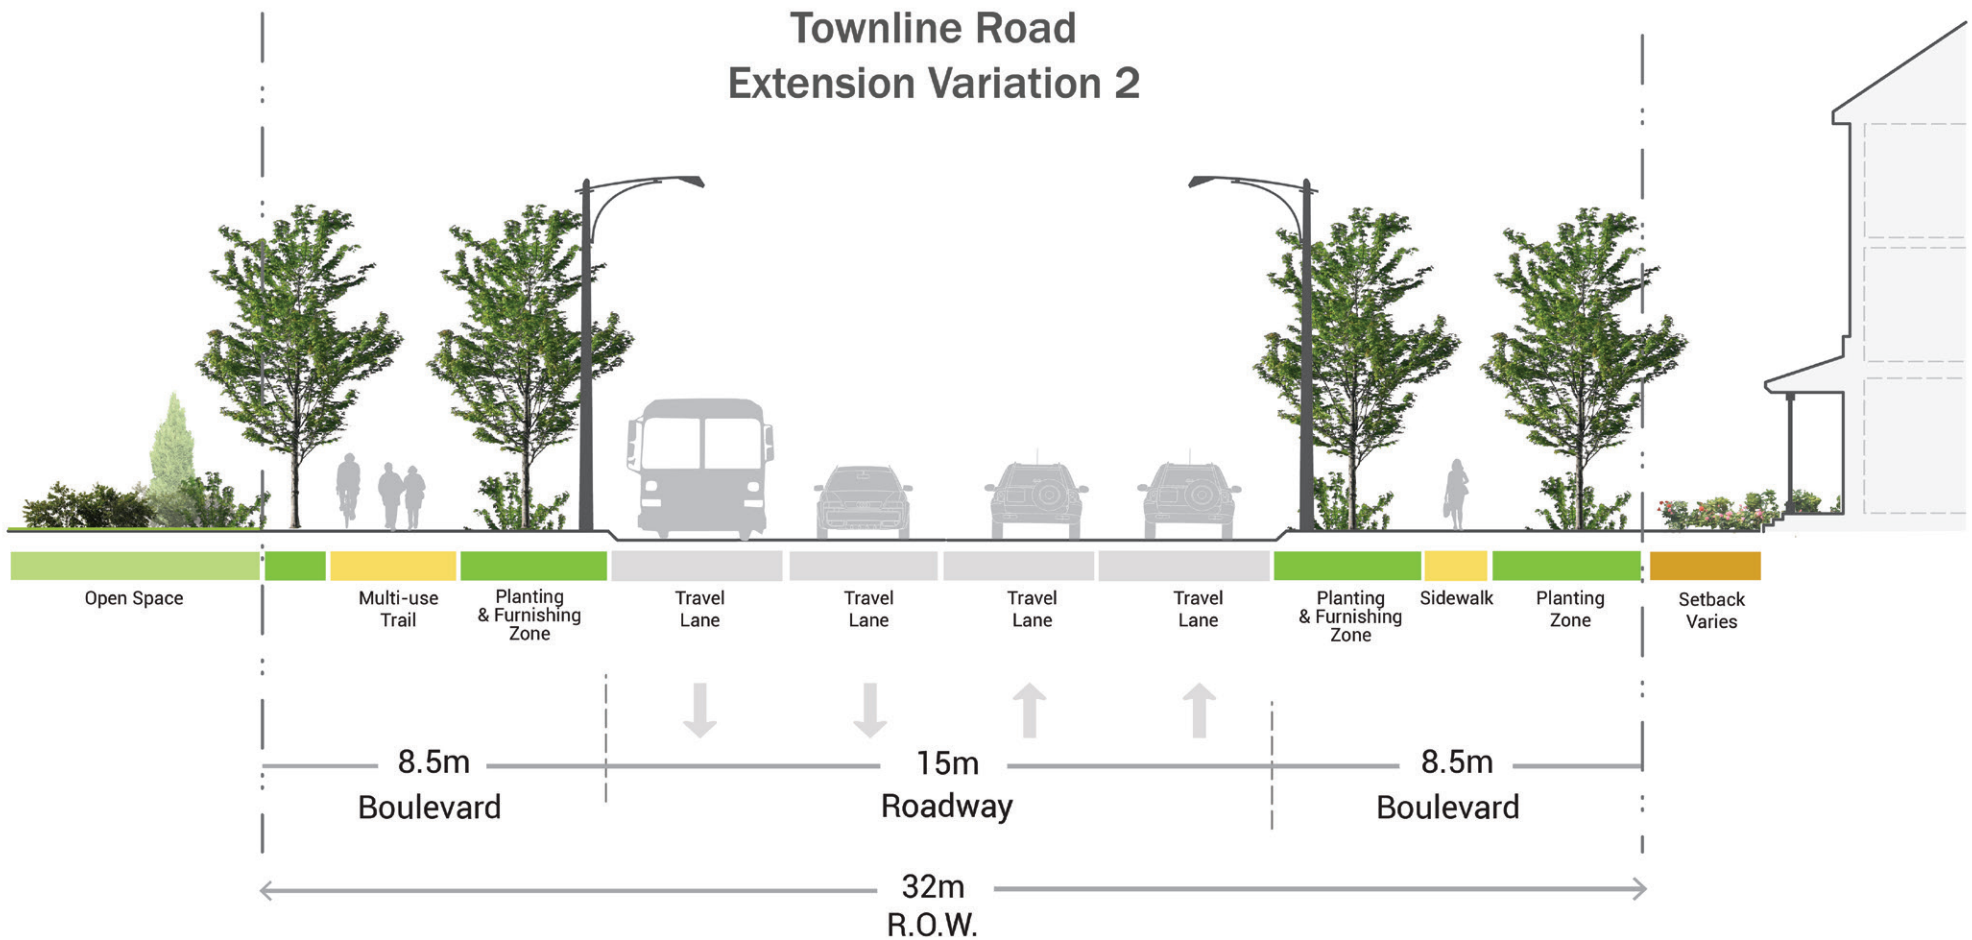 Townline Road
Extension Variation 2
Open Space
Multi-use
Trail
Planting
& Furnishing
Zone
Travel
Lane
Travel
Lane
Travel
Lane
Travel
Lane
Planting
& Furnishing
Zone
Sidewalk
Planting
Zone
Setback
Varies
8.5m
Boulevard
15m
Roadway
8.5m
Boulevard
32m
R.O.W.